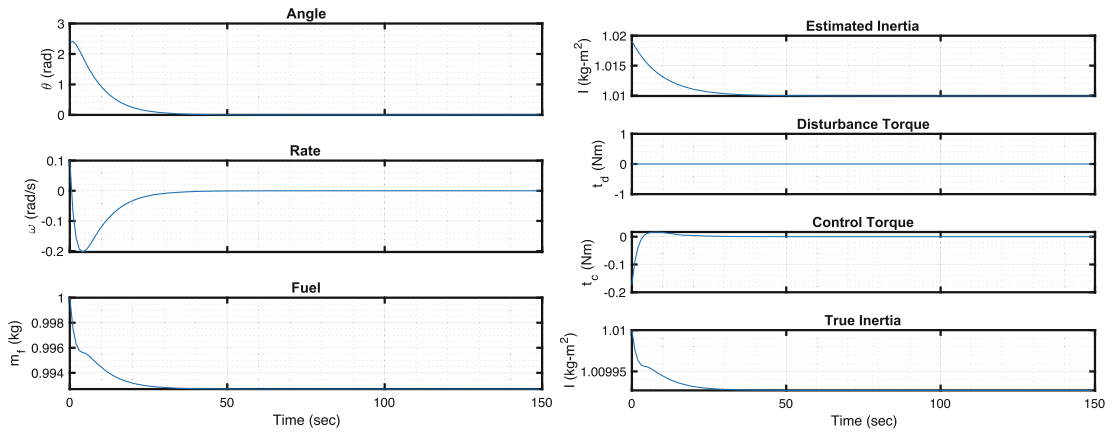 Angle
3
2
1
0
θ (rad)
Rate
0.1
0
-0.1
-0.2
ω (rad/s)
Fuel
1
0.998
0.996
0.994
m_f (kg)
0 50 100 150
Time (sec)
Estimated Inertia
1.02
1.015
1.01
I (kg-m²)
Disturbance Torque
1
0
-1
t_d (Nm)
Control Torque
0
-0.1
-0.2
t_c (Nm)
True Inertia
1.01
1.00995
I (kg-m²)
0 50 100 150
Time (sec)